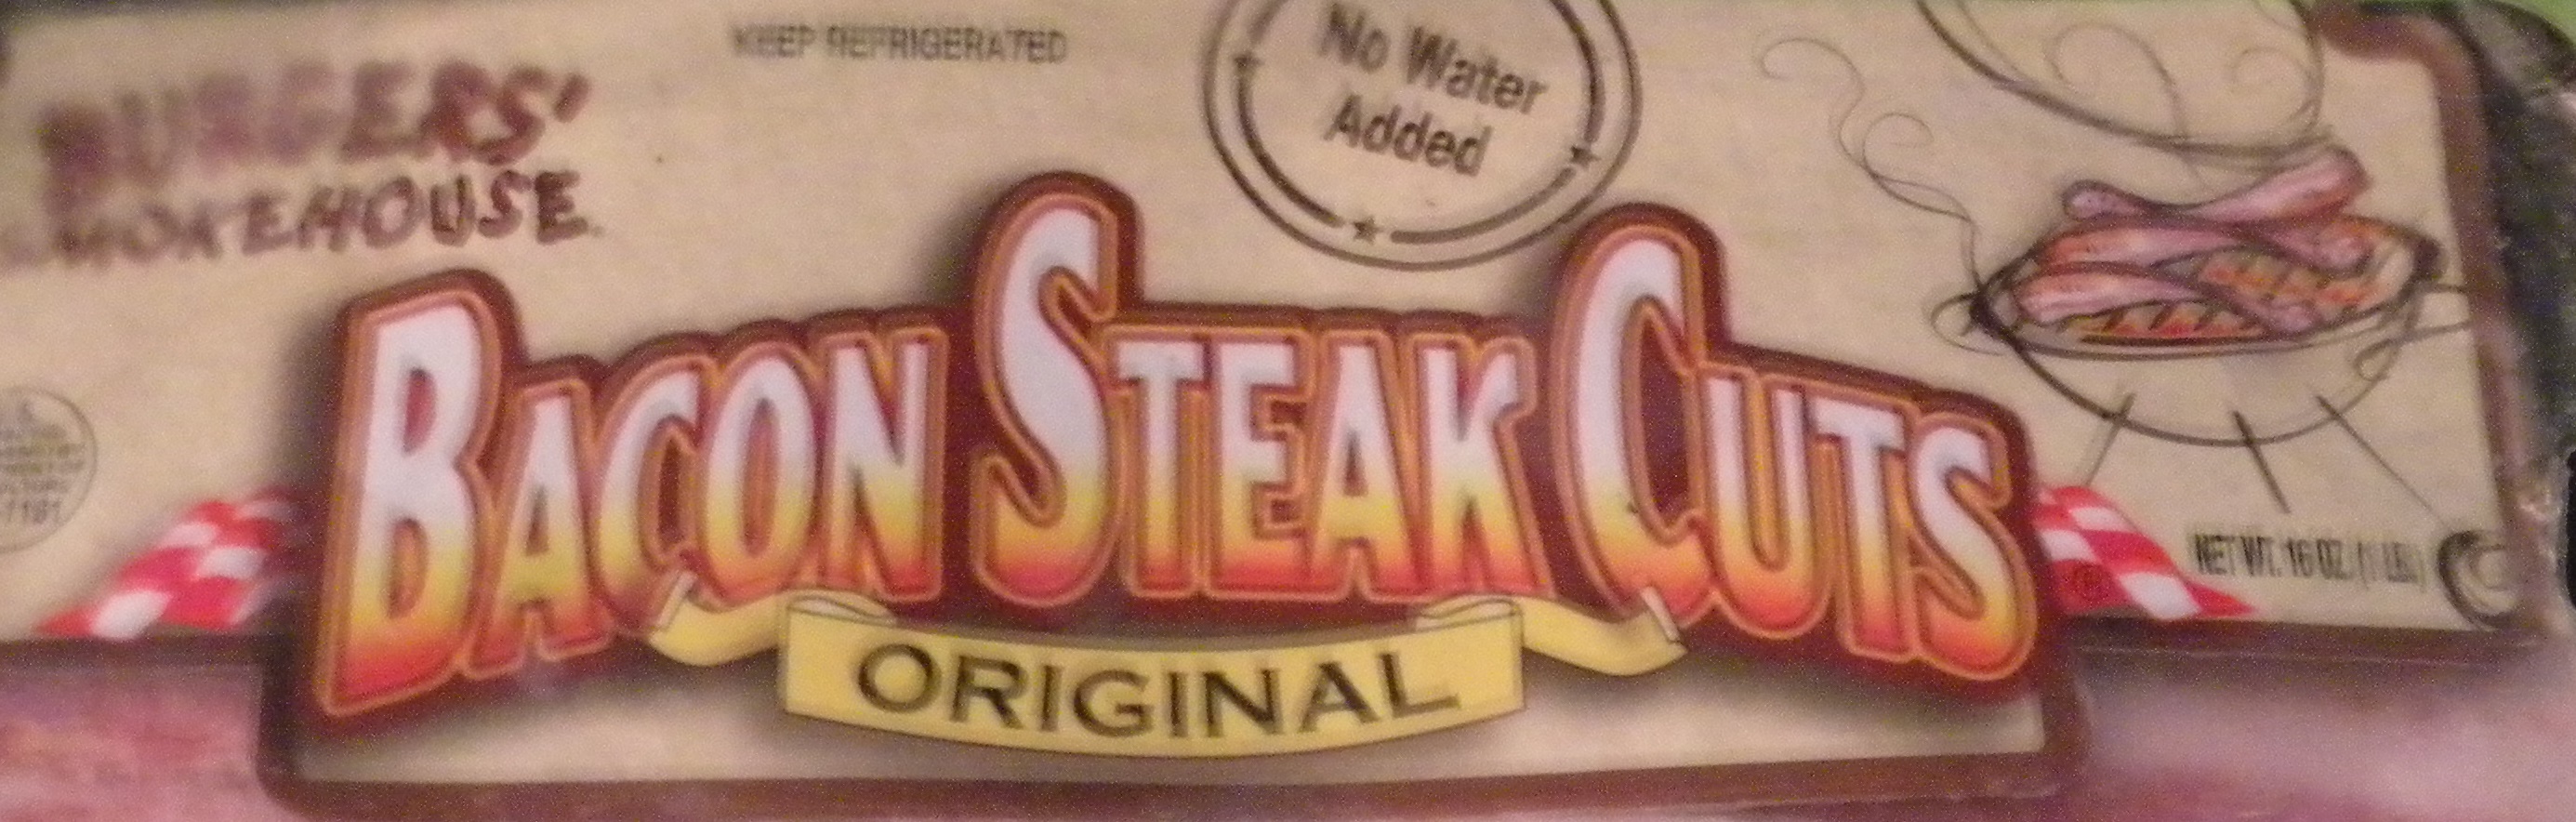 BURGERS'
SMOKEHOUSE
KEEP REFRIGERATED
No Water
Added
BACON STEAK CUTS
ORIGINAL
NET WT. 16 OZ. (1 LB.)